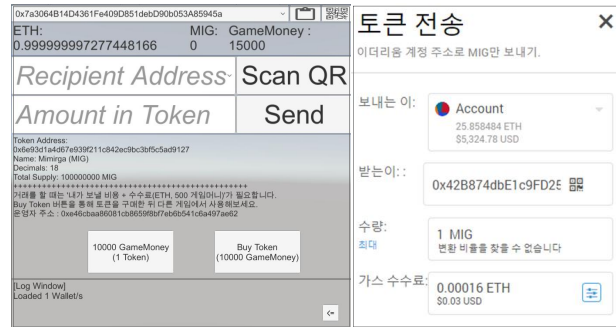 0x7a3064B14D4361Fe409D851debD90b053A85945a
ETH:
0.999999997277448166
MIG:
0
GameMoney :
15000
Recipient Address
Scan QR
Amount in Token
Send
Token Address:
0x6e93d1a4d67e939f211c842ec9bc3bf5c5ad9127
Name: Mimirga (MIG)
Decimals: 18
Total Supply: 100000000 MIG
++++++++++++++++++++++++++++++++++++++++++++++++
거래를 할 때는 '내가 보낼 비용 + 수수료(ETH, 500 게임머니)'가 필요합니다.
Buy Token 버튼을 통해 토큰을 구매한 뒤 다른 게임에서 사용해보세요.
운영자 주소 : 0xe46cbaa86081cb8659f8bf7eb6b541c6a497ae62
10000 GameMoney
(1 Token)
Buy Token
(10000 GameMoney)
[Log Window]
Loaded 1 Wallet/s
<=
토큰 전송
×
이더리움 계정 주소로 MIG만 보내기.
보내는 이:
Account
25.858484 ETH
$5,324.78 USD
받는이: :
0x42B874dbE1c9FD25
수량:
최대
1 MIG
변환 비율을 찾을 수 없습니다
가스 수수료:
0.00016 ETH
$0.03 USD